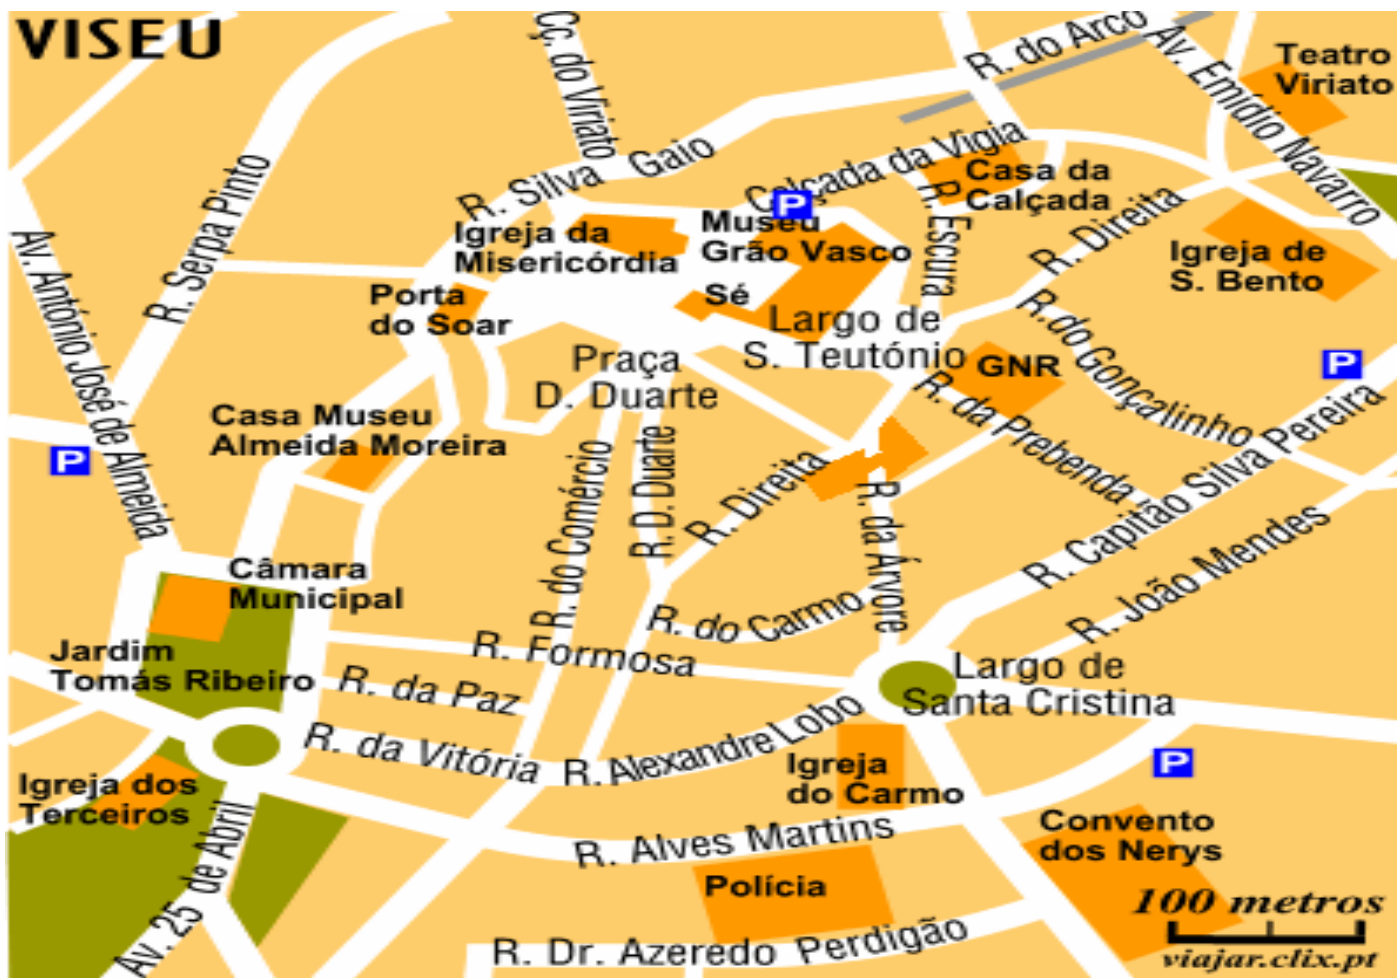 VISEU
Cç. do Viriato
R. do Arco
Av. Emídio Navarro
Teatro
Viriato
R. Silva Gaio
Calçada da Vigia
Casa da
Calçada
R. Serpa Pinto
Av. António José de Almeida
Igreja da
Misericórdia
P
Museu
Grão Vasco
R. Escura
R. Direita
Igreja de
S. Bento
Porta
do Soar
Sé
Largo de
S. Teutónio
Praça
D. Duarte
GNR
R. do Gonçalinho
P
R. da Prebenda
Casa Museu
Almeida Moreira
P
R. do Comércio
R. D. Duarte
R. Direita
R. da Árvore
R. Capitão Silva Pereira
R. João Mendes
Câmara
Municipal
R. do Carmo
R. Formosa
Jardim
Tomás Ribeiro
R. da Paz
Largo de
Santa Cristina
R. da Vitória
R. Alexandre Lobo
P
Igreja dos
Terceiros
Igreja
do Carmo
Av. 25 de Abril
R. Alves Martins
Convento
dos Nerys
Polícia
R. Dr. Azeredo Perdigão
100 metros
viajar.clix.pt